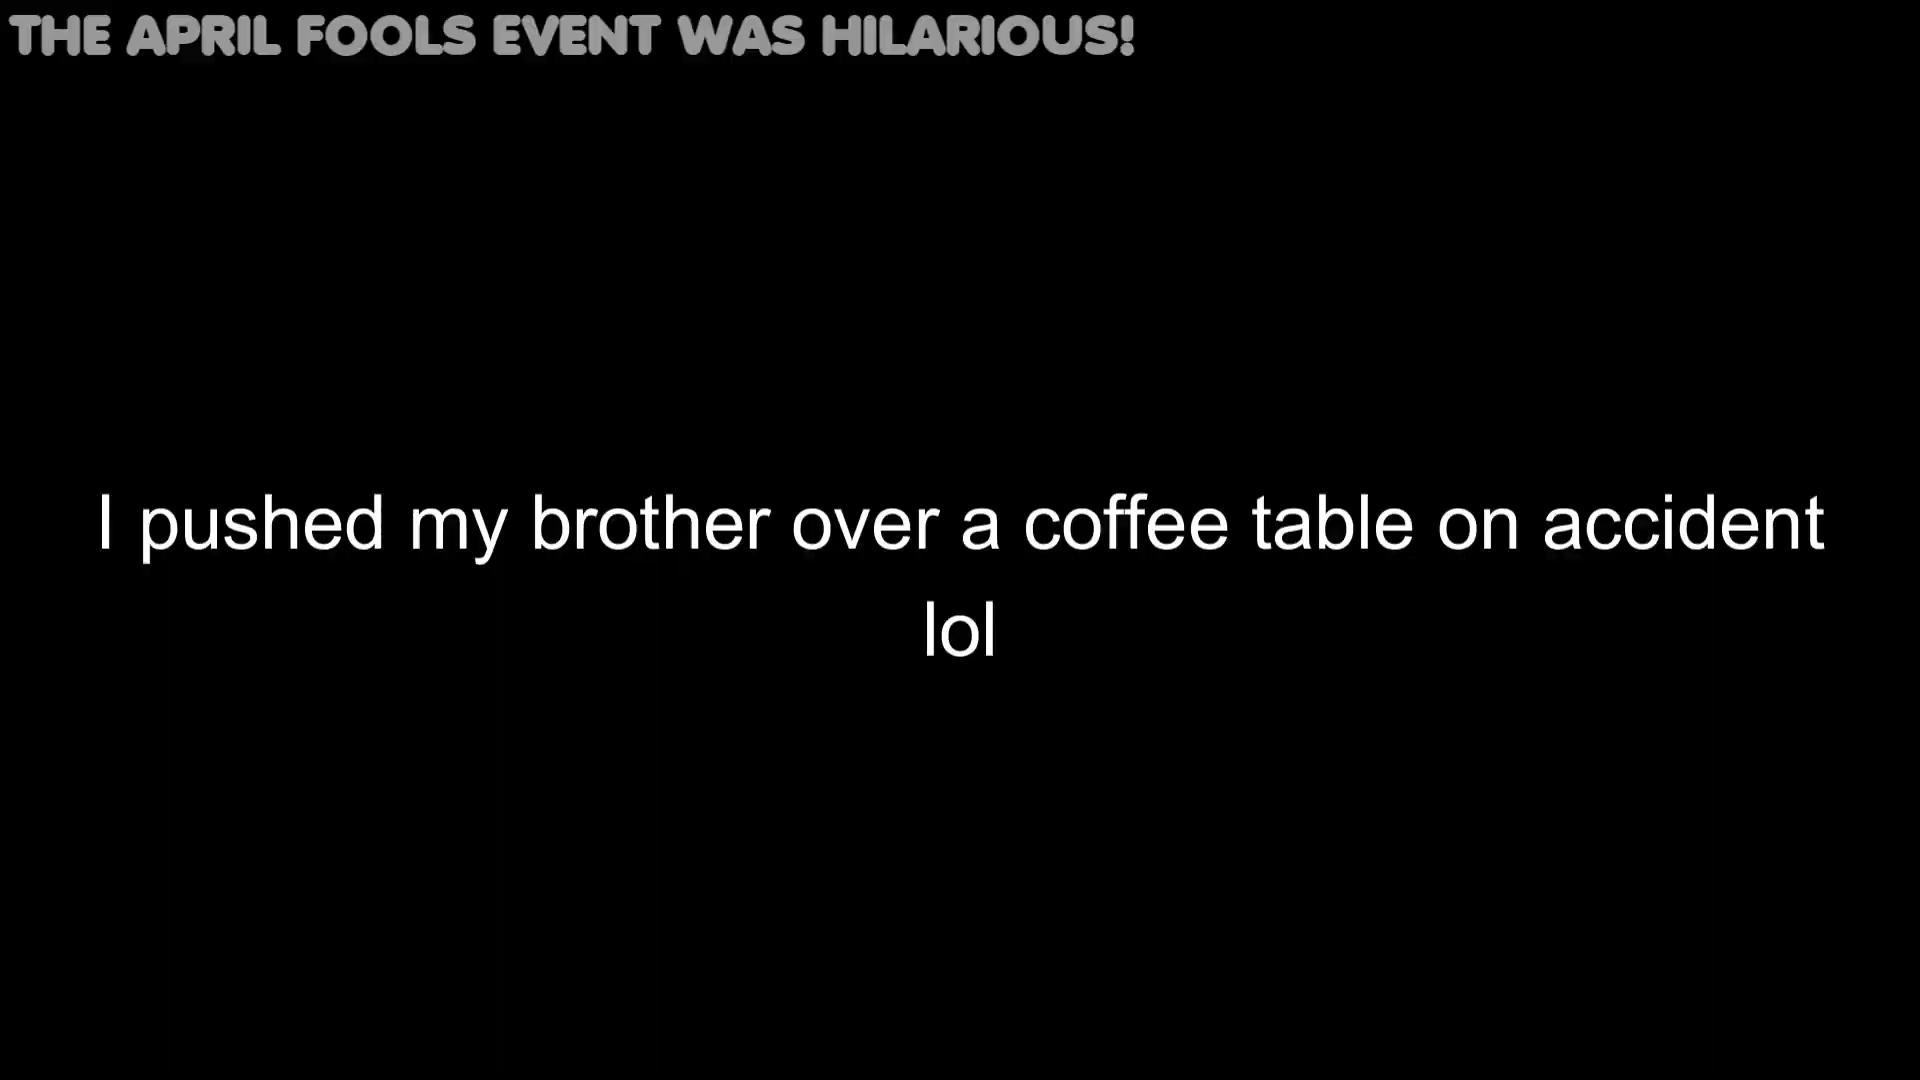 THE APRIL FOOLS EVENT WAS HILARIOUS!
I pushed my brother over a coffee table on accident
lol